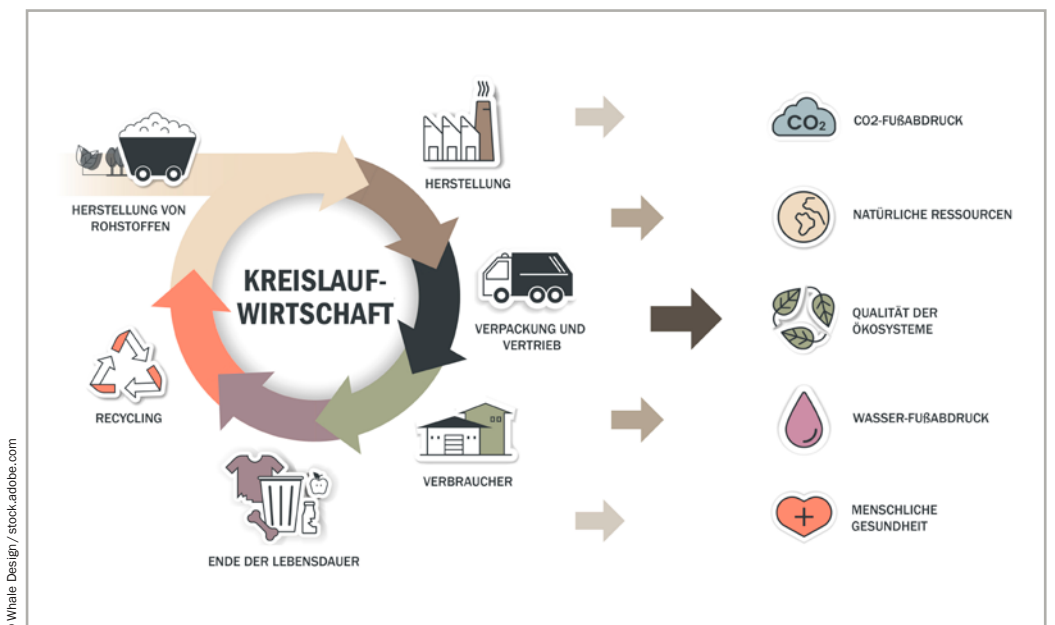 HERSTELLUNG VON
ROHSTOFFEN
HERSTELLUNG
KREISLAUF-
WIRTSCHAFT
VERPACKUNG UND
VERTRIEB
VERBRAUCHER
ENDE DER LEBENSDAUER
RECYCLING
CO2
CO2-FUßABDRUCK
NATÜRLICHE RESSOURCEN
QUALITÄT DER
ÖKOSYSTEME
WASSER-FUßABDRUCK
MENSCHLICHE
GESUNDHEIT
Whale Design / stock.adobe.com